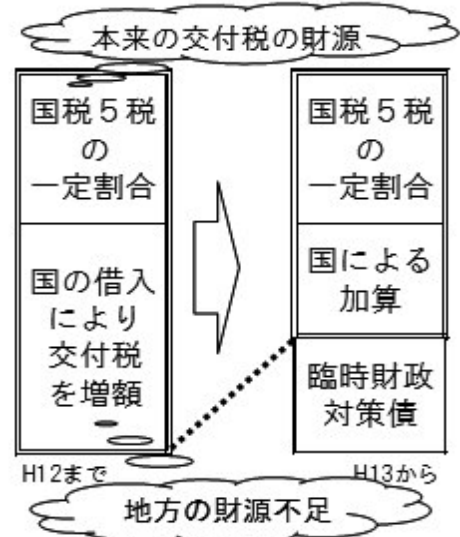 本来の交付税の財源
国税５税
の
一定割合
国の借入
により
交付税
を増額
H12まで
国税５税
の
一定割合
国による
加算
臨時財政
対策債
H13から
地方の財源不足